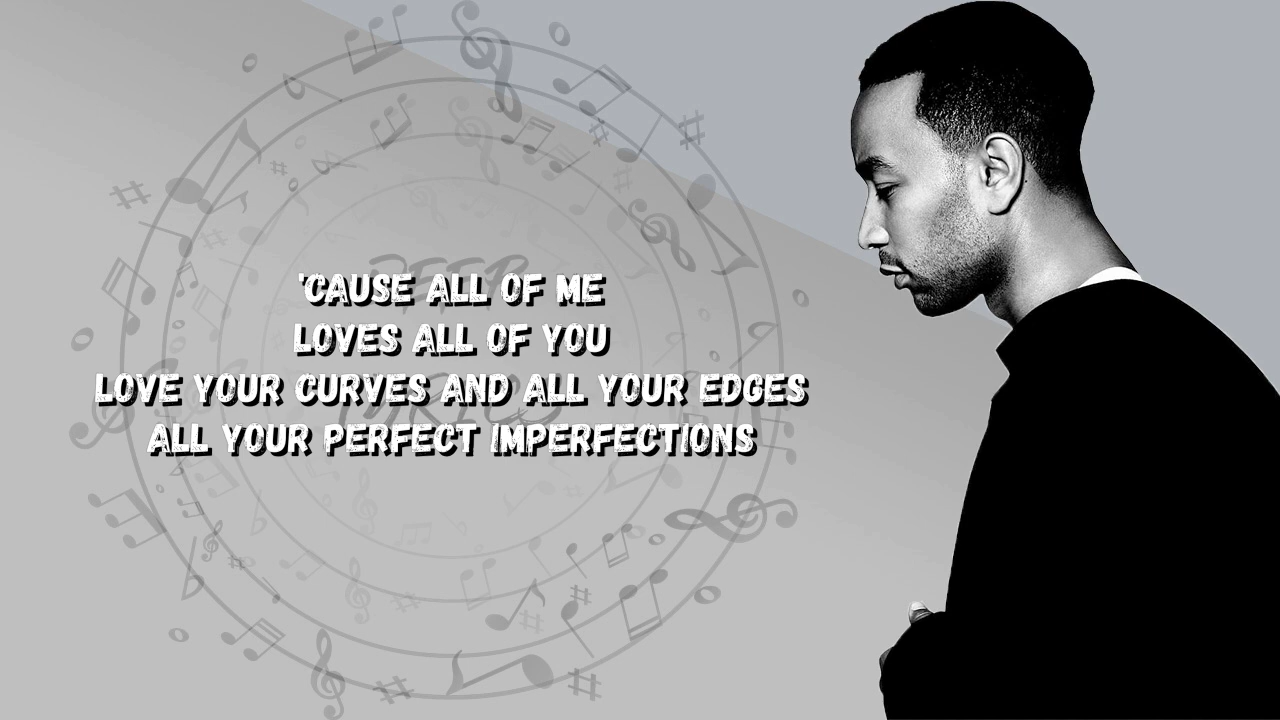 'CAUSE ALL OF ME
LOVES ALL OF YOU
LOVE YOUR CURVES AND ALL YOUR EDGES
ALL YOUR PERFECT IMPERFECTIONS